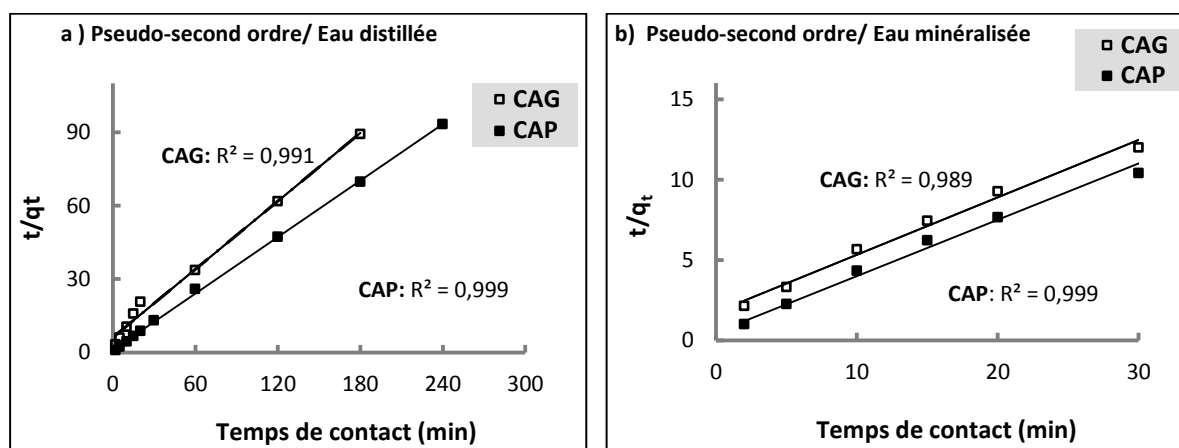 a ) Pseudo-second ordre/ Eau distillée
CAG
CAP
CAG: R² = 0,991
CAP: R² = 0,999
t/qt
90
60
30
0
0 60 120 180 240 300
Temps de contact (min)
b) Pseudo-second ordre/ Eau minéralisée
CAG
CAP
CAG: R² = 0,989
CAP: R² = 0,999
t/qt
15
10
5
0
0 10 20 30
Temps de contact (min)